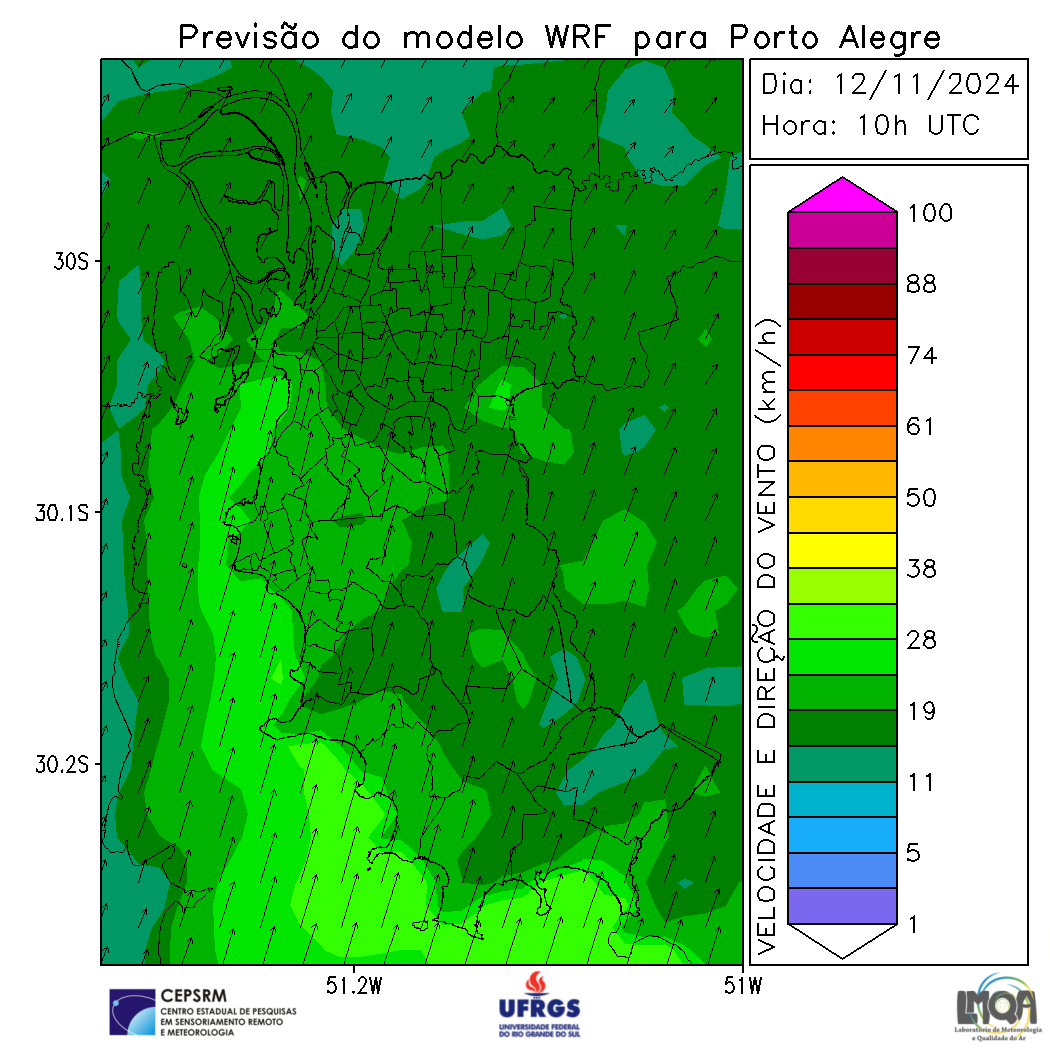 Previsão do modelo WRF para Porto Alegre
Dia: 12/11/2024
Hora: 10h UTC
30S
30.1S
30.2S
51.2W
51W
VELOCIDADE E DIREÇÃO DO VENTO (km/h)
100
88
74
61
50
38
28
19
11
5
1
CEPSRM
CENTRO ESTADUAL DE PESQUISAS
EM SENSORIAMENTO REMOTO
E METEOROLOGIA
UFRGS
UNIVERSIDADE FEDERAL
DO RIO GRANDE DO SUL
LMQA
Laboratório de Meteorologia
e Qualidade do Ar